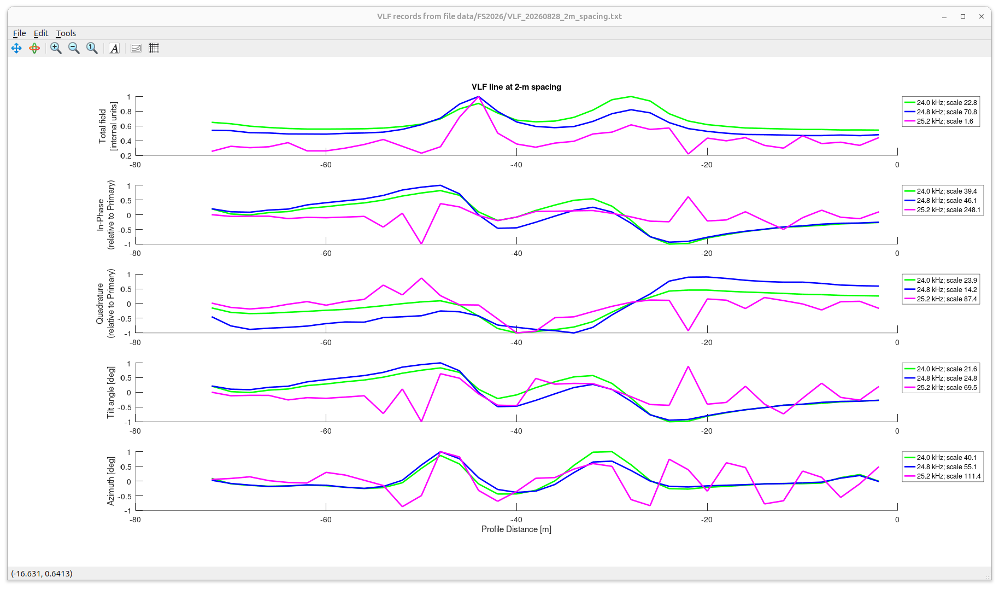 VLF records from file data/FS2026/VLF_20260828_2m_spacing.txt
File Edit Tools
VLF line at 2-m spacing
Total field
[internal units]
1
0.8
0.6
0.4
0.2
-80 -60 -40 -20 0
24.0 kHz; scale 22.8
24.8 kHz; scale 70.8
25.2 kHz; scale 1.6
In-Phase
(relative to Primary)
1
0.5
0
-0.5
-1
-80 -60 -40 -20 0
24.0 kHz; scale 39.4
24.8 kHz; scale 46.1
25.2 kHz; scale 248.1
Quadrature
(relative to Primary)
1
0.5
0
-0.5
-1
-80 -60 -40 -20 0
24.0 kHz; scale 23.9
24.8 kHz; scale 14.2
25.2 kHz; scale 87.4
Tilt angle [deg]
1
0.5
0
-0.5
-1
-80 -60 -40 -20 0
24.0 kHz; scale 21.6
24.8 kHz; scale 24.8
25.2 kHz; scale 69.5
Azimuth [deg]
1
0.5
0
-0.5
-1
-80 -60 -40 -20 0
24.0 kHz; scale 40.1
24.8 kHz; scale 55.1
25.2 kHz; scale 111.4
Profile Distance [m]
(-16.631, 0.6413)